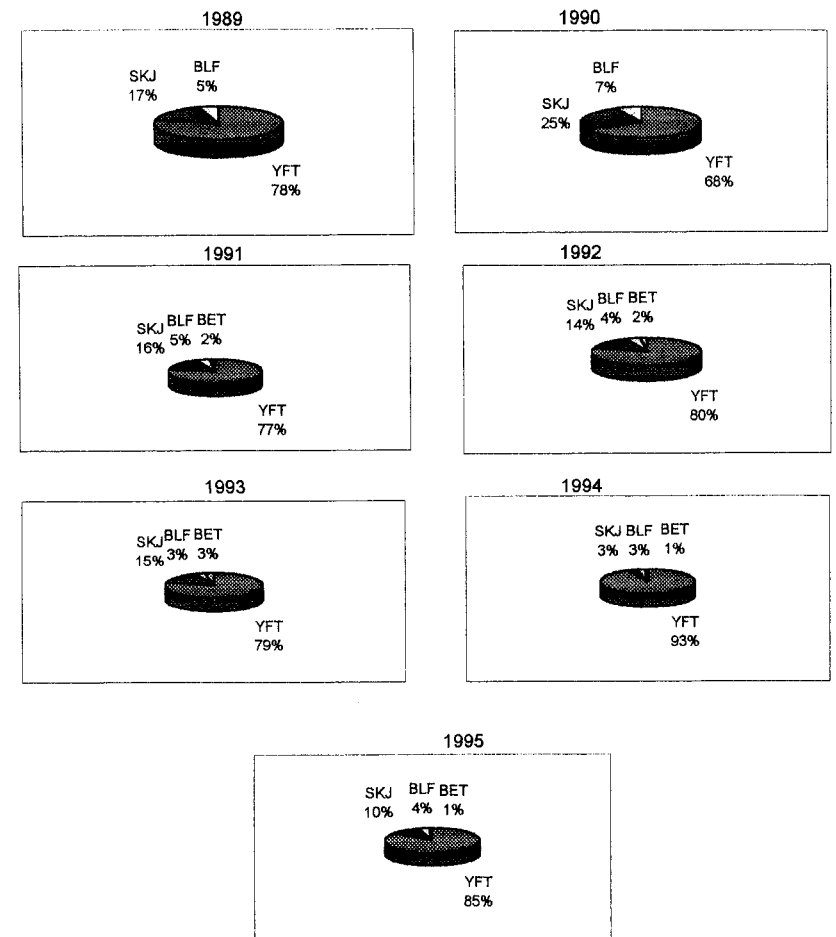 1989
SKJ
17%
BLF
5%
YFT
78%
1990
SKJ
25%
BLF
7%
YFT
68%
1991
SKJ
16%
BLF
5%
BET
2%
YFT
77%
1992
SKJ
14%
BLF
4%
BET
2%
YFT
80%
1993
SKJ
15%
BLF
3%
BET
3%
YFT
79%
1994
SKJ
3%
BLF
3%
BET
1%
YFT
93%
1995
SKJ
10%
BLF
4%
BET
1%
YFT
85%